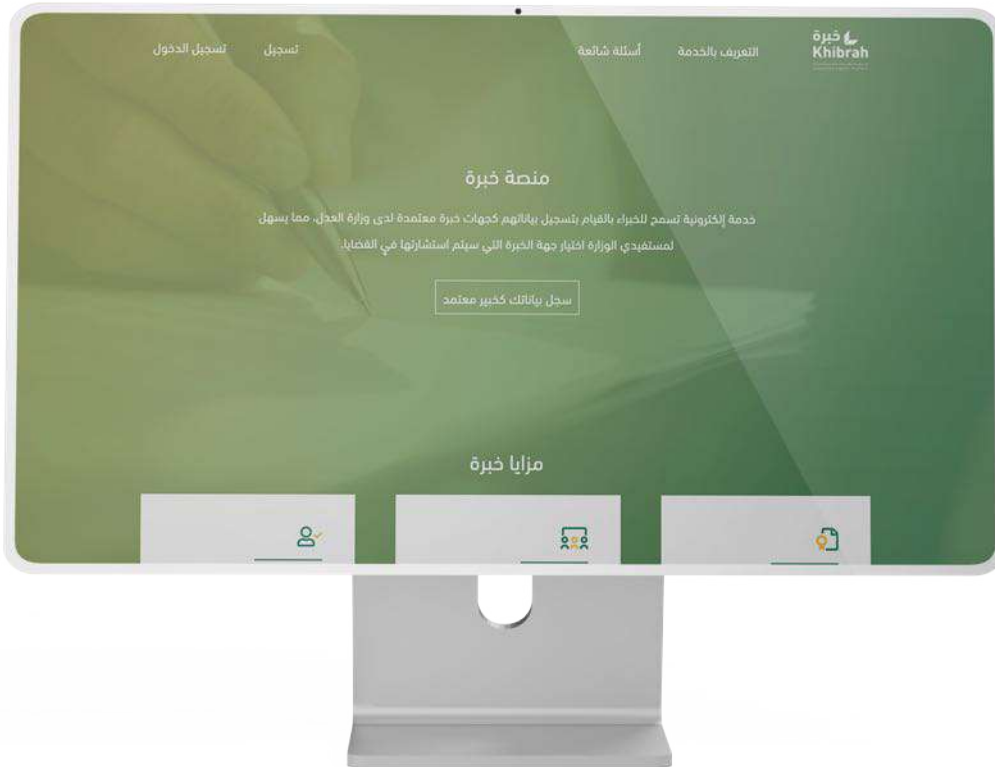 خبرة
Khibrah
التعريف بالخدمة
أسئلة شائعة
تسجيل
تسجيل الدخول
منصة خبرة
خدمة إلكترونية تسمح للخبراء بالقيام بتسجيل بياناتهم كجهات خبرة معتمدة لدى وزارة العدل، مما يسهل
لمستفيدي الوزارة اختيار جهة الخبرة التي سيتم استشارتها في القضايا.
سجل بياناتك كخبير معتمد
مزايا خبرة